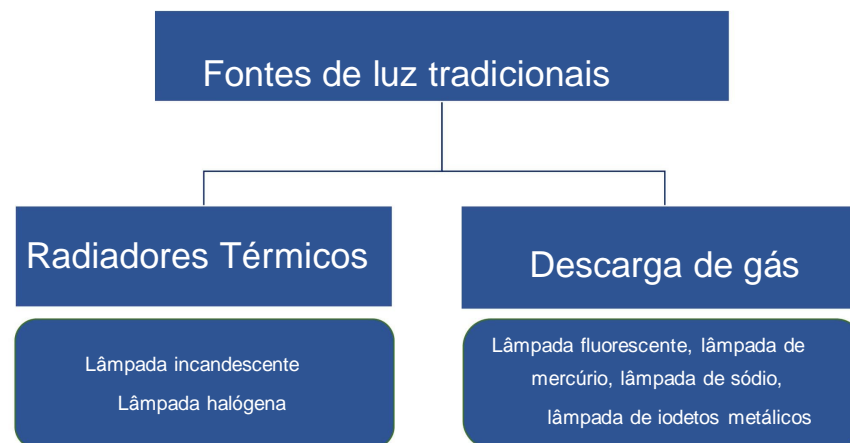 Fontes de luz tradicionais
Radiadores Térmicos
Descarga de gás
Lâmpada incandescente
Lâmpada halógena
Lâmpada fluorescente, lâmpada de
mercúrio, lâmpada de sódio,
lâmpada de iodetos metálicos